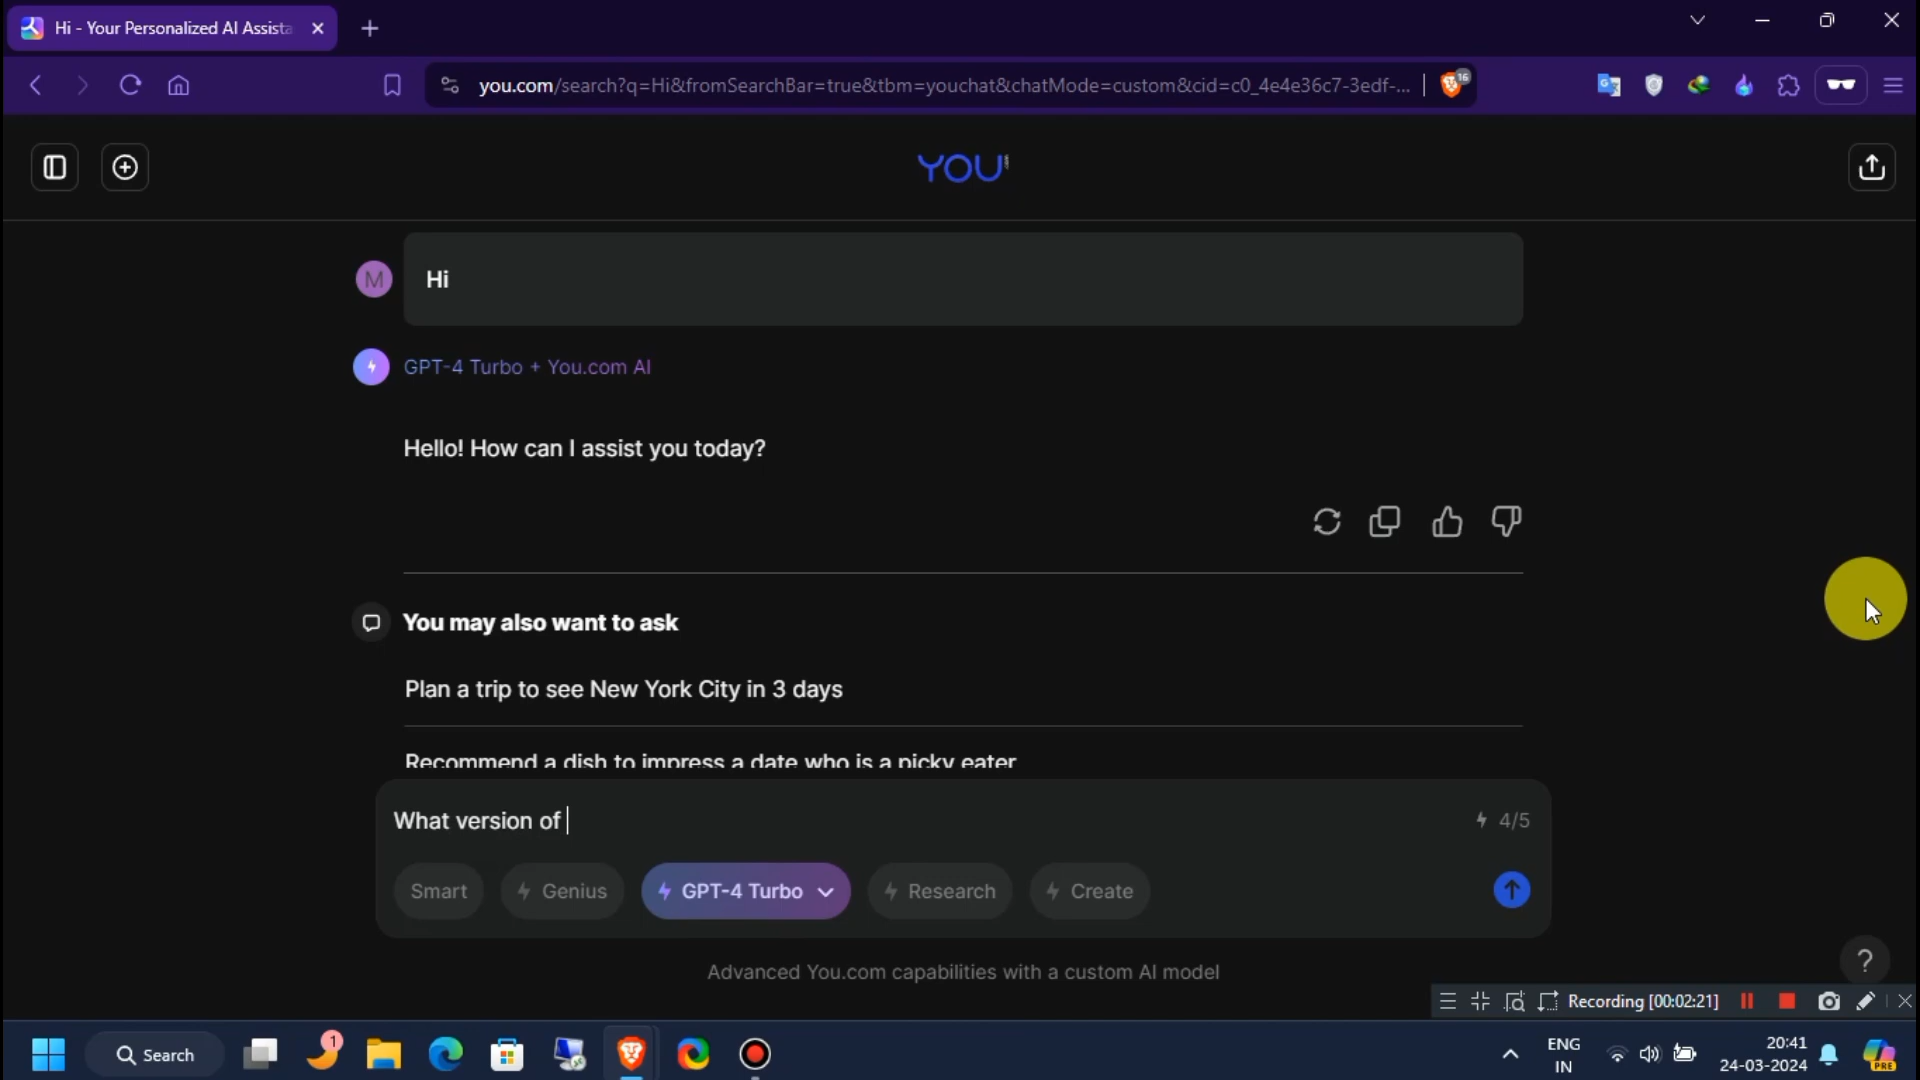 Hi - Your Personalized AI Assista
you.com/search?q=Hi&fromSearchBar=true&tbm=youchat&chatMode=custom&cid=c0_4e4e36c7-3edf-...
16
YOU
M
Hi
GPT-4 Turbo + You.com AI
Hello! How can I assist you today?
You may also want to ask
Plan a trip to see New York City in 3 days
Recommend a dish to impress a date who is a picky eater
What version of
4/5
Smart
Genius
GPT-4 Turbo
Research
Create
Advanced You.com capabilities with a custom AI model
?
Recording [00:02:21]
Search
1
ENG
IN
20:41
24-03-2024
PRE